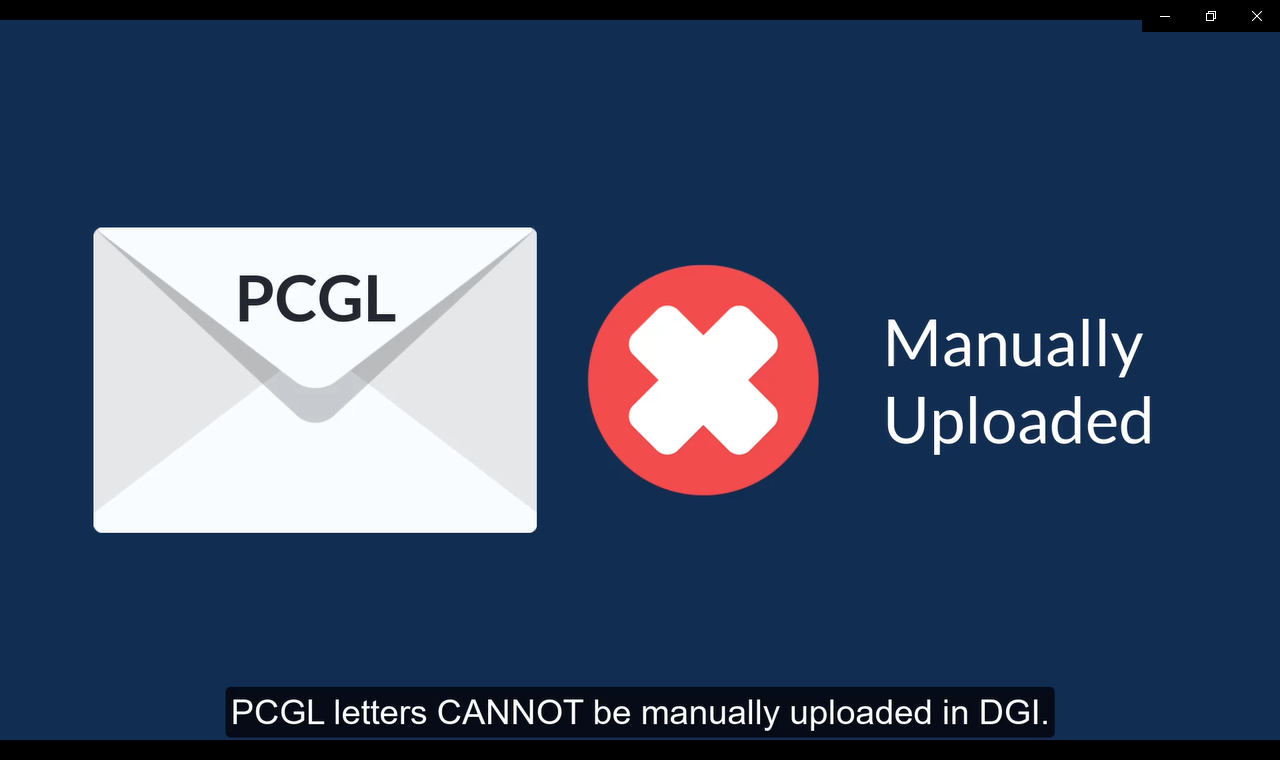 PCGL
Manually
Uploaded
PCGL letters CANNOT be manually uploaded in DGI.